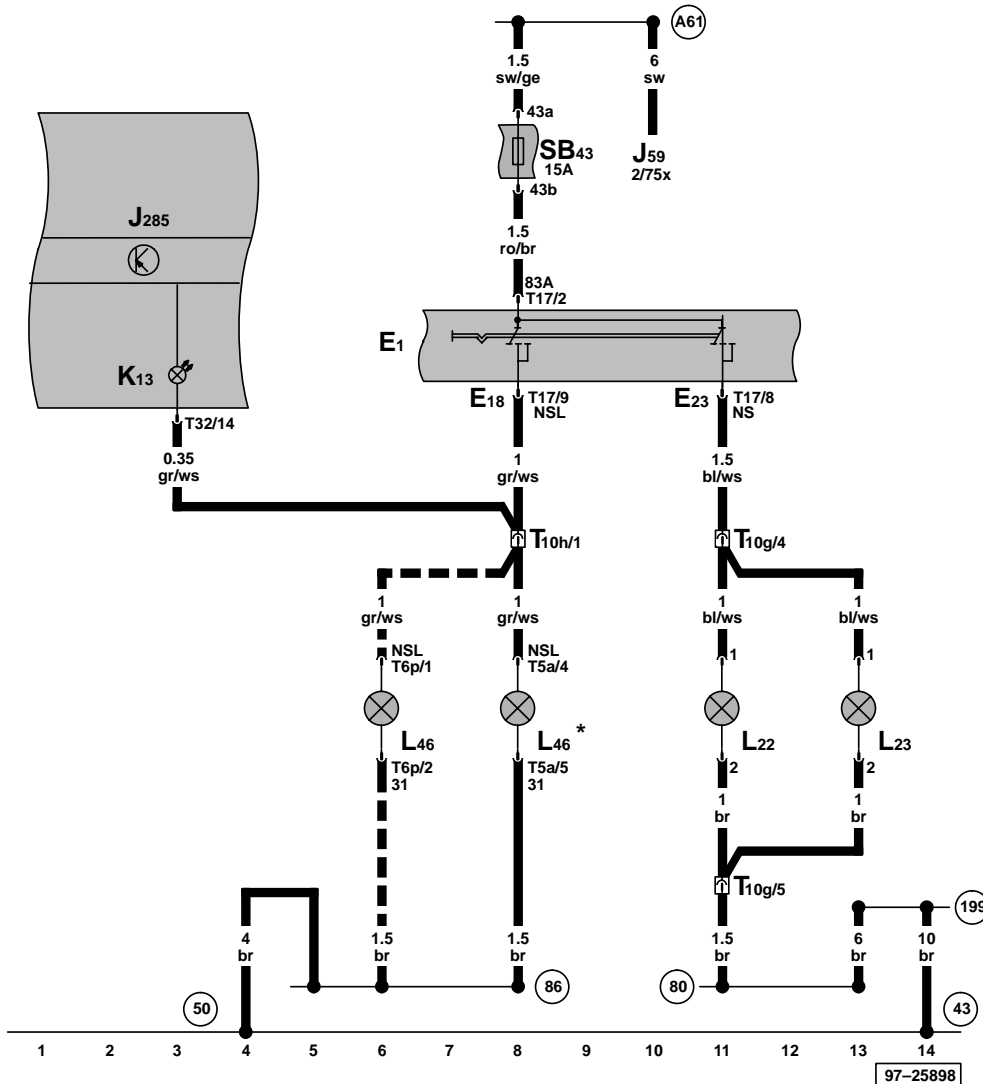 A61
1.5
sw/ge
6
sw
43a
SB43
15A
43b
J59
2/75x
1.5
ro/br
J285
83A
T17/2
E1
K13
T32/14
E18
T17/9
NSL
E23
T17/8
NS
0.35
gr/ws
1
gr/ws
1.5
bl/ws
T10h/1
T10g/4
1
gr/ws
1
gr/ws
1
bl/ws
1
bl/ws
NSL
T6p/1
NSL
T5a/4
1
1
L46
L46 *
L22
L23
T6p/2
31
T5a/5
31
2
2
1
br
1
br
T10g/5
199
4
br
1.5
br
1.5
br
1.5
br
6
br
10
br
50
86
80
43
1 2 3 4 5 6 7 8 9 10 11 12 13 14
97–25898